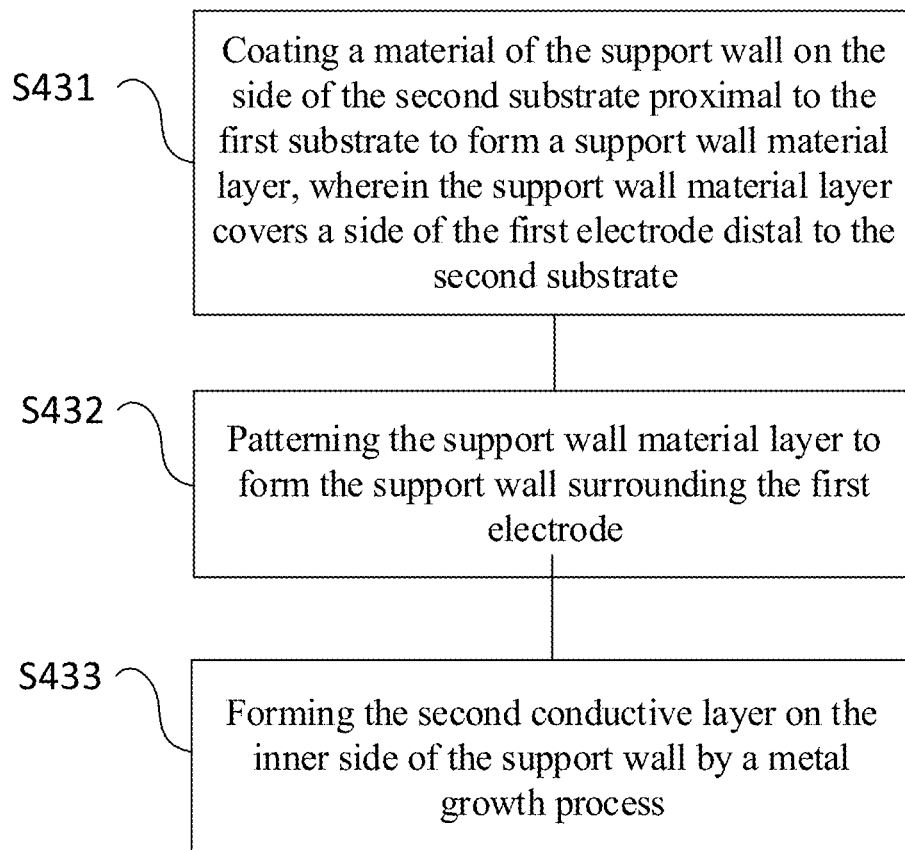 S431
Coating a material of the support wall on the
side of the second substrate proximal to the
first substrate to form a support wall material
layer, wherein the support wall material layer
covers a side of the first electrode distal to the
second substrate
S432
Patterning the support wall material layer to
form the support wall surrounding the first
electrode
S433
Forming the second conductive layer on the
inner side of the support wall by a metal
growth process